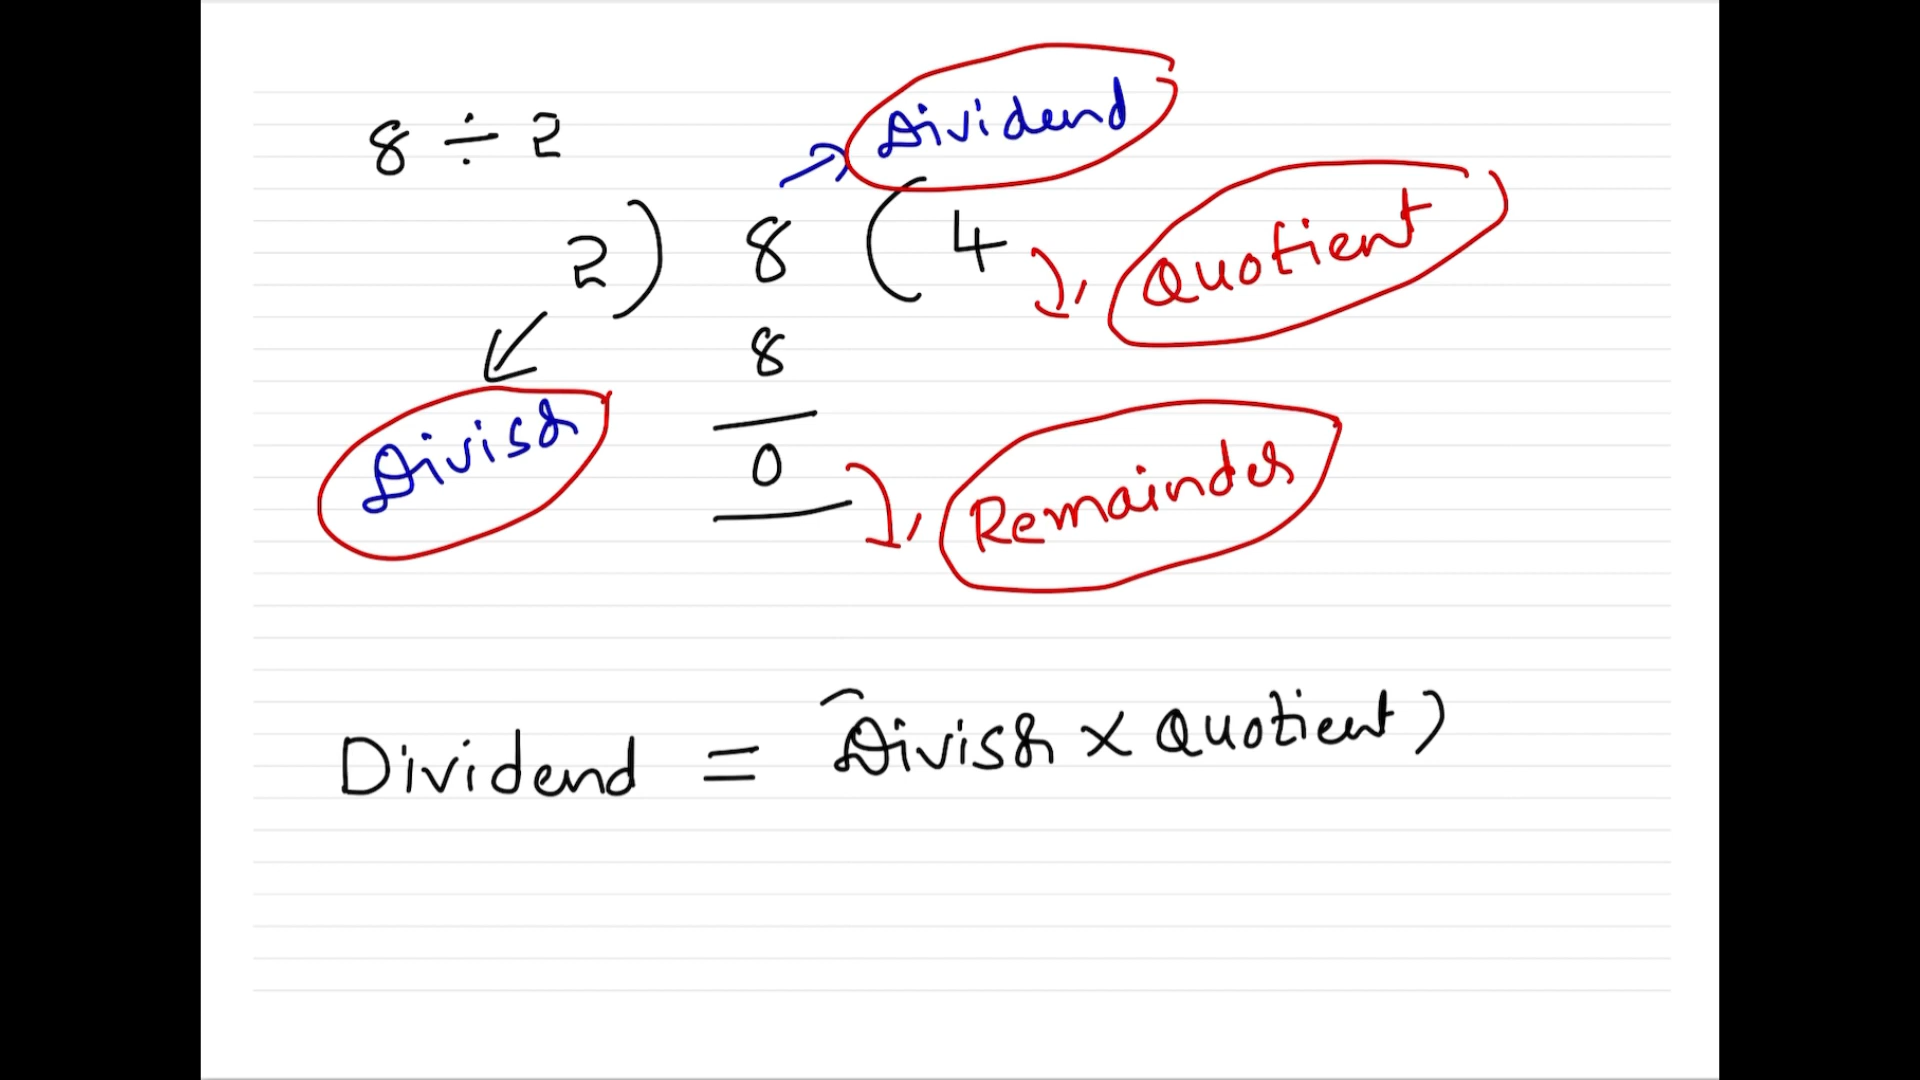 8 ÷ 2
Dividend
2 ) 8 ( 4
Quotient
8
Divisor
0
Remainder
Dividend = (Divisor × Quotient)